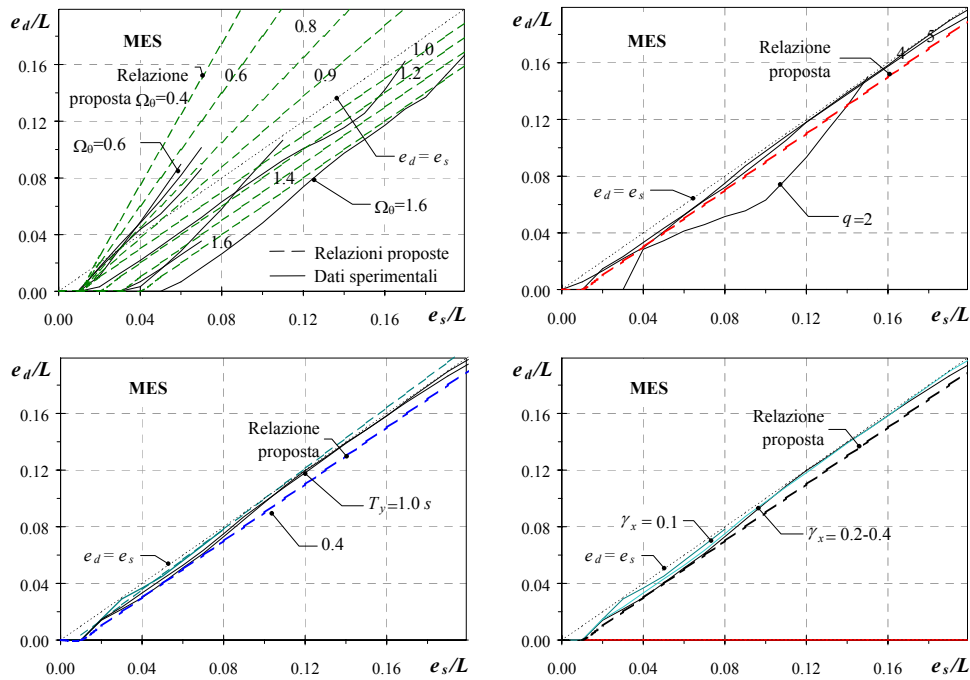 e_d/L
MES
0.16
0.12
0.08
0.04
0.00
0.8
1.0
0.6
0.9
1.2
Relazione
proposta Ω_θ=0.4
Ω_θ=0.6
e_d = e_s
1.4
Ω_θ=1.6
1.6
Relazioni proposte
Dati sperimentali
0.00 0.04 0.08 0.12 0.16 e_s/L
e_d/L
MES
0.16
0.12
0.08
0.04
0.00
4 5
Relazione
proposta
e_d = e_s
q=2
0.00 0.04 0.08 0.12 0.16 e_s/L
e_d/L
MES
0.16
0.12
0.08
0.04
0.00
Relazione
proposta
T_y=1.0 s
0.4
e_d = e_s
0.00 0.04 0.08 0.12 0.16 e_s/L
e_d/L
MES
0.16
0.12
0.08
0.04
0.00
Relazione
proposta
γ_x = 0.1
γ_x = 0.2-0.4
e_d = e_s
0.00 0.04 0.08 0.12 0.16 e_s/L